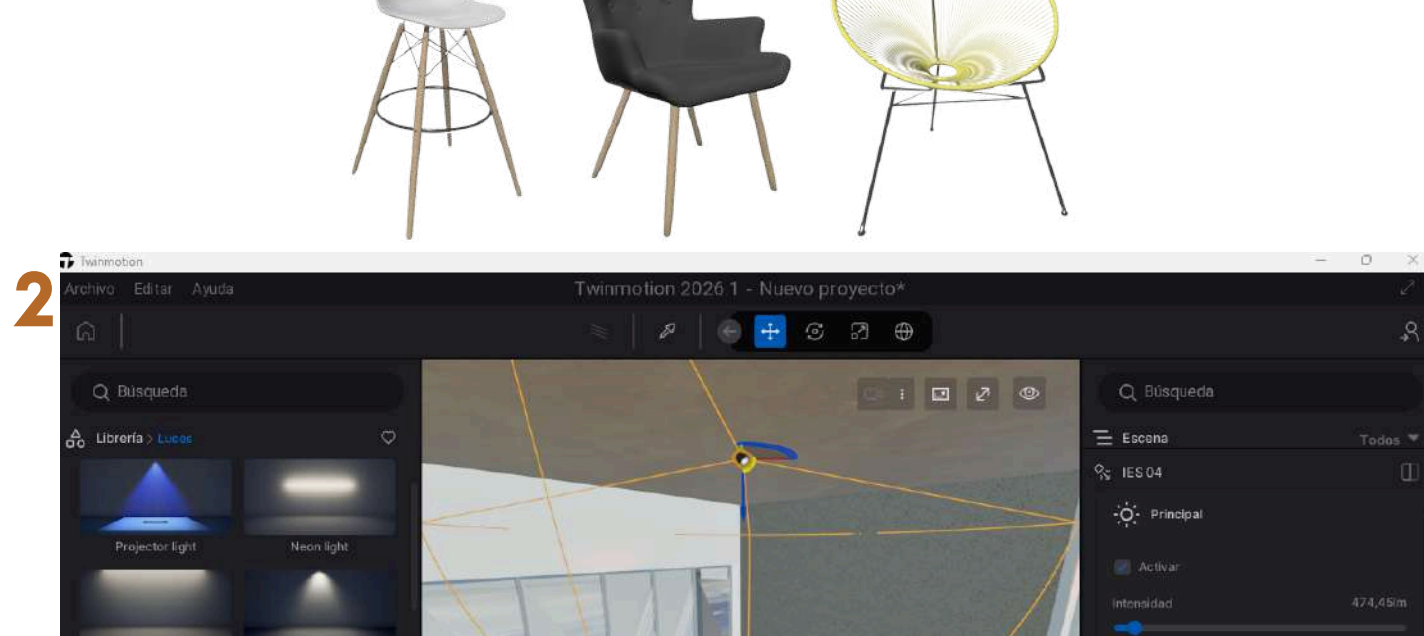 2
Twinmotion
Archivo Editar Ayuda
Twinmotion 2026.1 - Nuevo proyecto*
Búsqueda
Librería > Luces
Projector light
Neon light
Búsqueda
Escena
Todos
IES 04
Principal
Activar
Intensidad
474,45lm